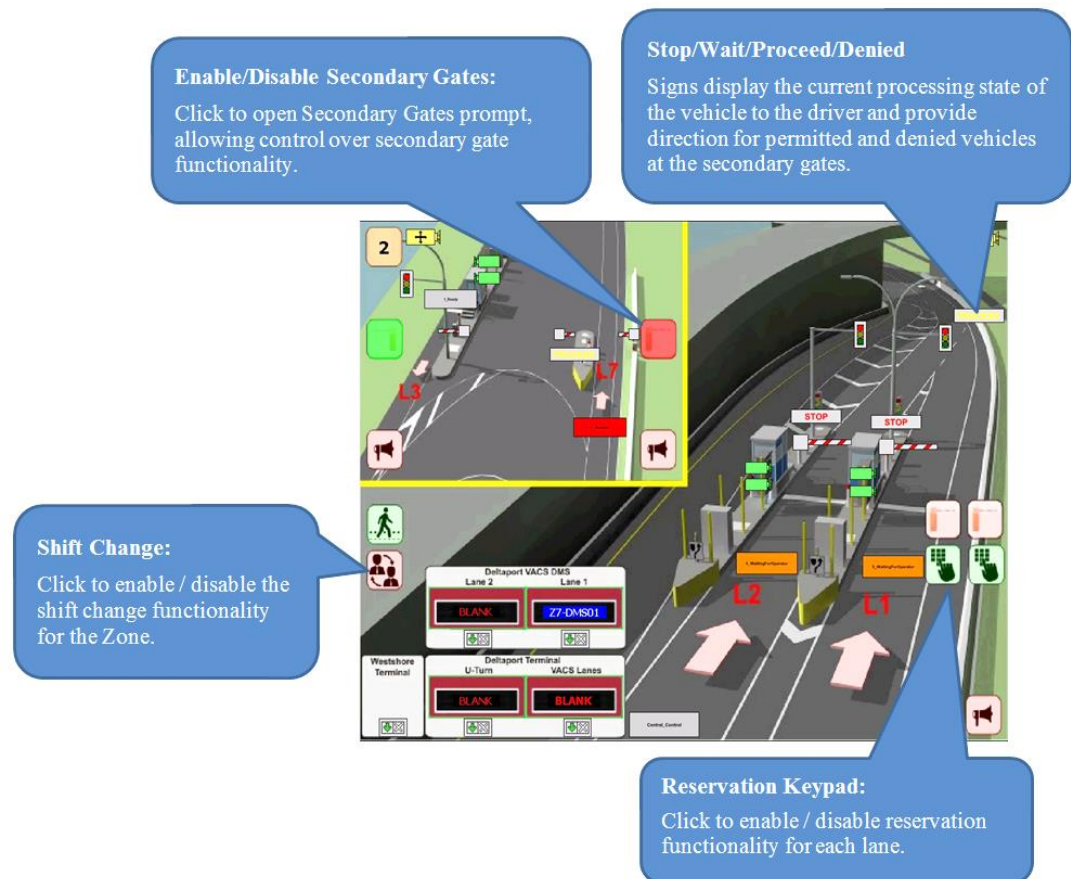 Enable/Disable Secondary Gates:
Click to open Secondary Gates prompt,
allowing control over secondary gate
functionality.
Stop/Wait/Proceed/Denied
Signs display the current processing state of
the vehicle to the driver and provide
direction for permitted and denied vehicles
at the secondary gates.
2
L3
L7
STOP
STOP
Shift Change:
Click to enable / disable the
shift change functionality
for the Zone.
L2
L1
Deltaport VACS DMS
Lane 2
Lane 1
BLANK
Z7-DMS01
Westshore
Terminal
Deltaport Terminal
U-Turn
VACS Lanes
BLANK
BLANK
Control_Control
Reservation Keypad:
Click to enable / disable reservation
functionality for each lane.